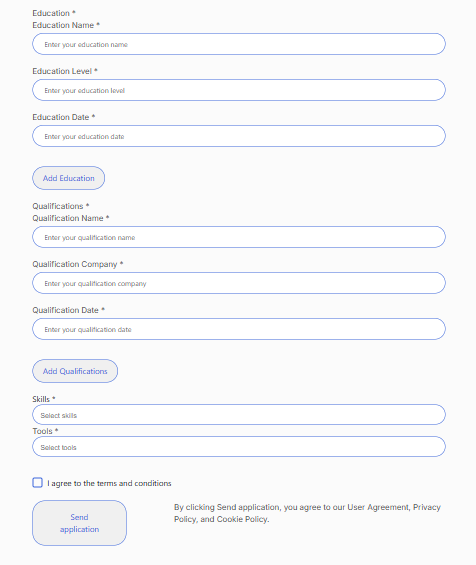 Education *
Education Name *
Enter your education name
Education Level *
Enter your education level
Education Date *
Enter your education date
Add Education
Qualifications *
Qualification Name *
Enter your qualification name
Qualification Company *
Enter your qualification company
Qualification Date *
Enter your qualification date
Add Qualifications
Skills *
Select skills
Tools *
Select tools
I agree to the terms and conditions
Send
application
By clicking Send application, you agree to our User Agreement, Privacy
Policy, and Cookie Policy.